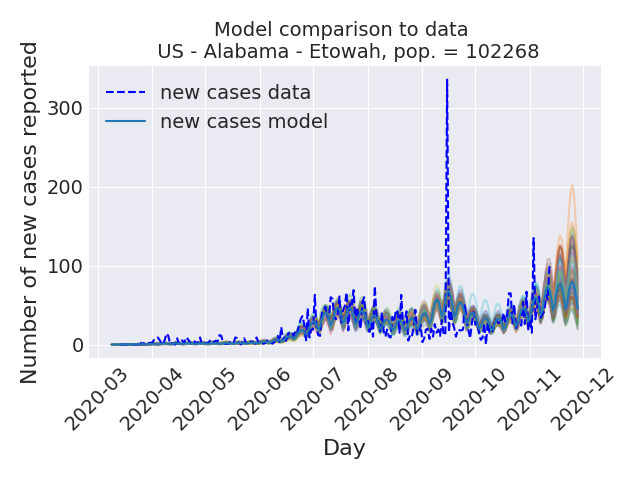 Model comparison to data
US - Alabama - Etowah, pop. = 102268
Number of new cases reported
300
200
100
0
new cases data
new cases model
2020-03
2020-04
2020-05
2020-06
2020-07
2020-08
2020-09
2020-10
2020-11
2020-12
Day